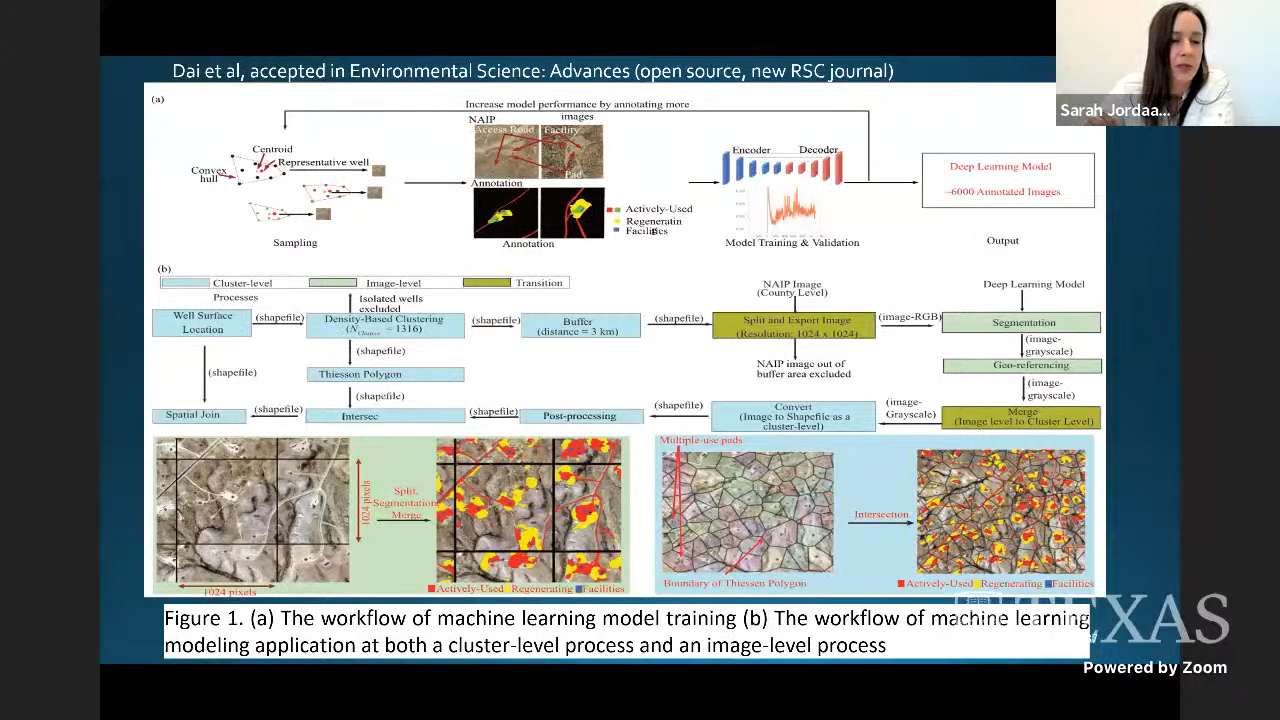 Dai et al, accepted in Environmental Science: Advances (open source, new RSC journal)
Sarah Jordaa...
(a)
Increase model performance by annotating more
images
NAIP
Access Road
Facility
Pad
Centroid
Representative well
Convex
hull
Sampling
Annotation
Actively-Used
Regeneratin
Facilities
Annotation
Encoder
Decoder
Model Training & Validation
Deep Learning Model
~6000 Annotated Images
Output
(b)
Cluster-level
Image-level
Transition
Processes
Isolated wells
excluded
Well Surface
Location
(shapefile)
Density-Based Clustering
(N_Cluster = 1316)
(shapefile)
Buffer
(distance = 3 km)
(shapefile)
NAIP Image
(County Level)
Split and Export Image
(Resolution: 1024 x 1024)
(image-RGB)
Deep Learning Model
Segmentation
(shapefile)
(shapefile)
Thiesson Polygon
(shapefile)
NAIP image out of
buffer area excluded
(image-
grayscale)
Geo-referencing
(image-
grayscale)
Spatial Join
(shapefile)
Intersec
(shapefile)
Post-processing
(shapefile)
Convert
(Image to Shapefile as a
cluster-level)
(image-
Grayscale)
Merge
(Image level to Cluster Level)
1024 pixels
1024 pixels
Split,
Segmentation
Merge
Actively-Used
Regenerating
Facilities
Multiple-use pads
Boundary of Thiessen Polygon
Intersection
Actively-Used
Regenerating
Facilities
Figure 1. (a) The workflow of machine learning model training (b) The workflow of machine learning
modeling application at both a cluster-level process and an image-level process
TEXAS
Powered by Zoom